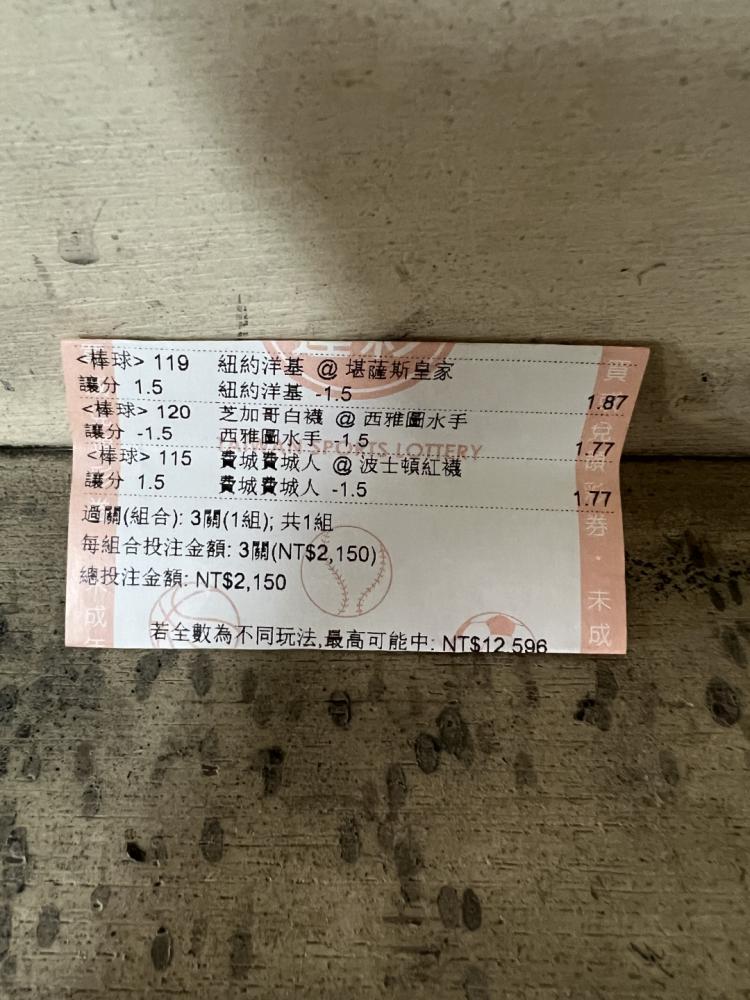 <棒球> 119 紐約洋基 @ 堪薩斯皇家
讓分 1.5 紐約洋基 -1.5 1.87
<棒球> 120 芝加哥白襪 @ 西雅圖水手
讓分 -1.5 西雅圖水手 -1.5 1.77
<棒球> 115 費城費城人 @ 波士頓紅襪
讓分 1.5 費城費城人 -1.5 1.77
過關(組合): 3關(1組); 共1組
每組合投注金額: 3關(NT$2,150)
總投注金額: NT$2,150
若全數為不同玩法,最高可能中: NT$12,596
SPORTS LOTTERY
買
券・未成
未成年